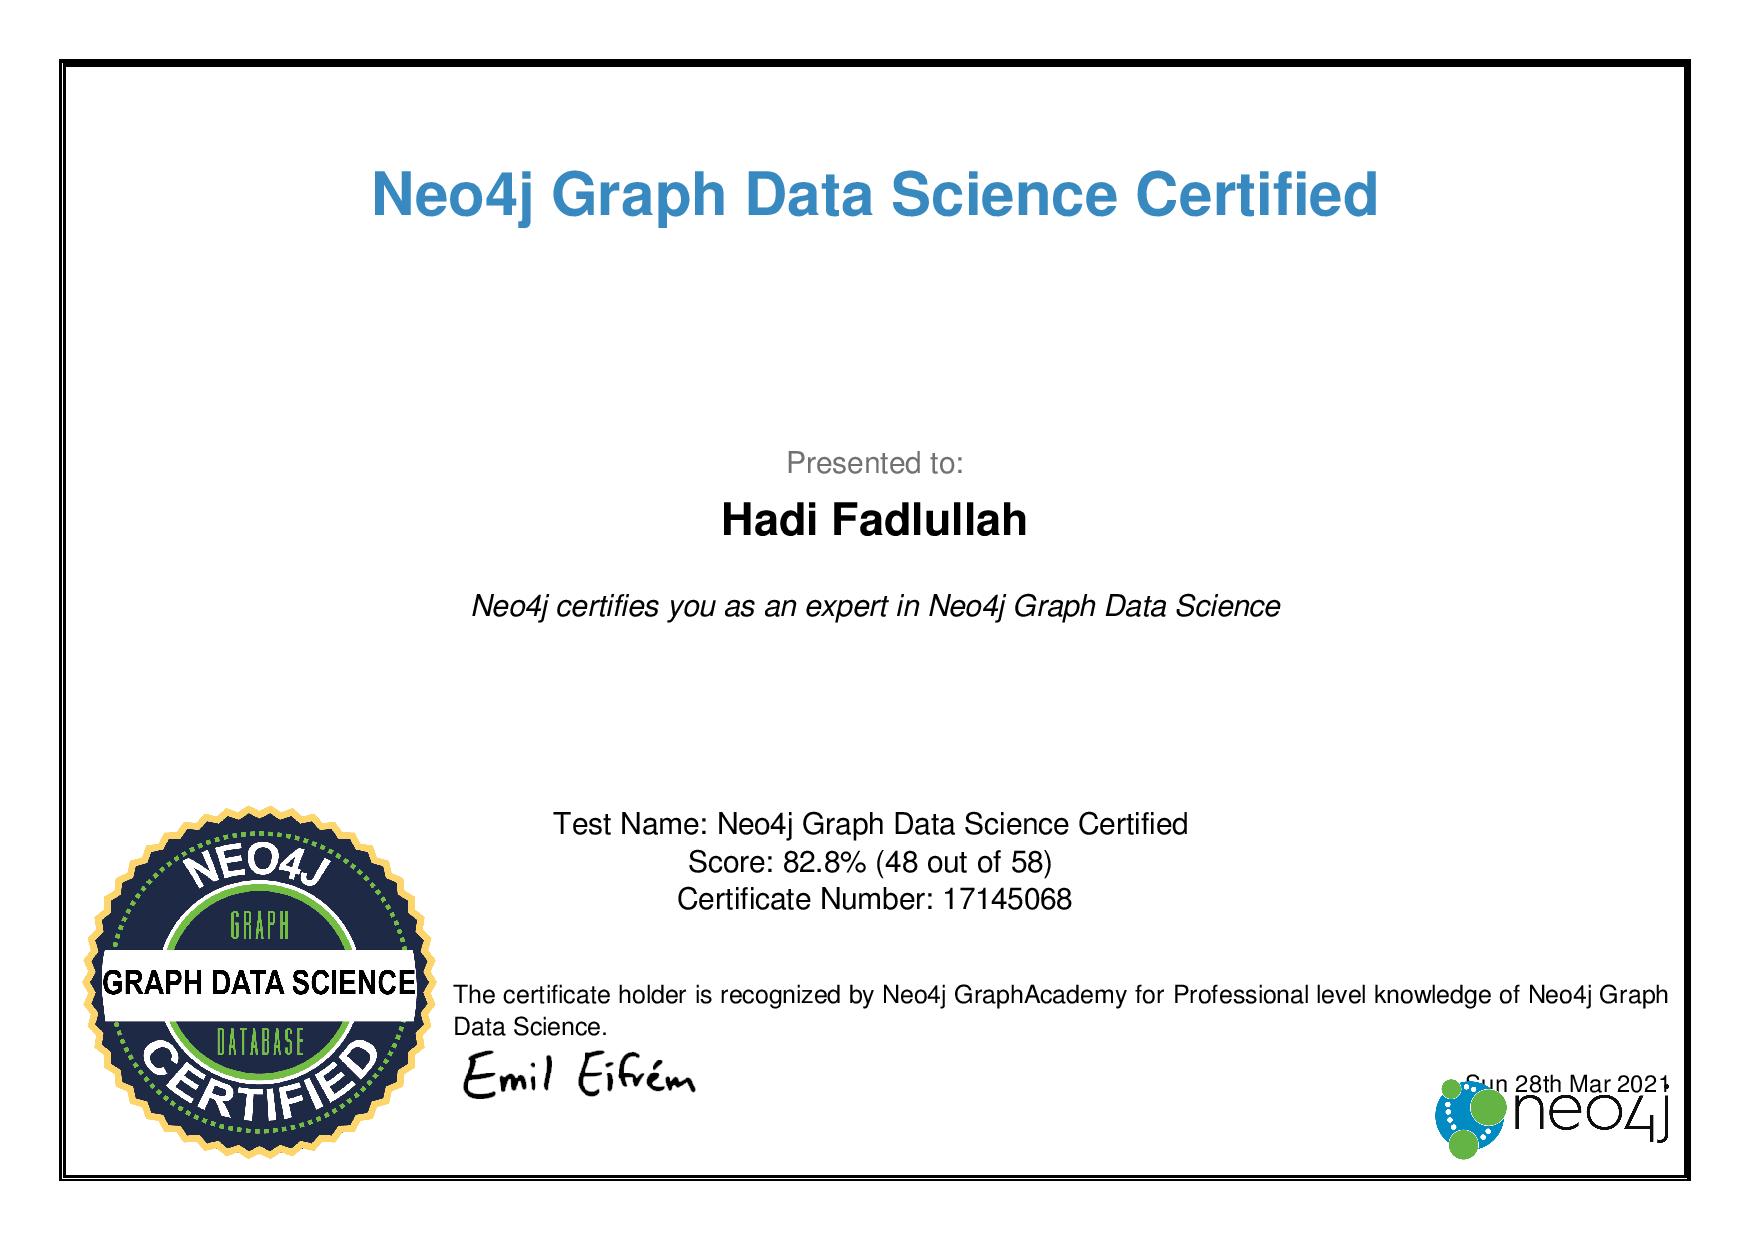 Neo4j Graph Data Science Certified
Presented to:
Hadi Fadlullah
Neo4j certifies you as an expert in Neo4j Graph Data Science
Test Name: Neo4j Graph Data Science Certified
Score: 82.8% (48 out of 58)
Certificate Number: 17145068
NEO4J
GRAPH
GRAPH DATA SCIENCE
DATABASE
CERTIFIED
The certificate holder is recognized by Neo4j GraphAcademy for Professional level knowledge of Neo4j Graph
Data Science.
Emil Eifrém
Sun 28th Mar 2021
neo4j